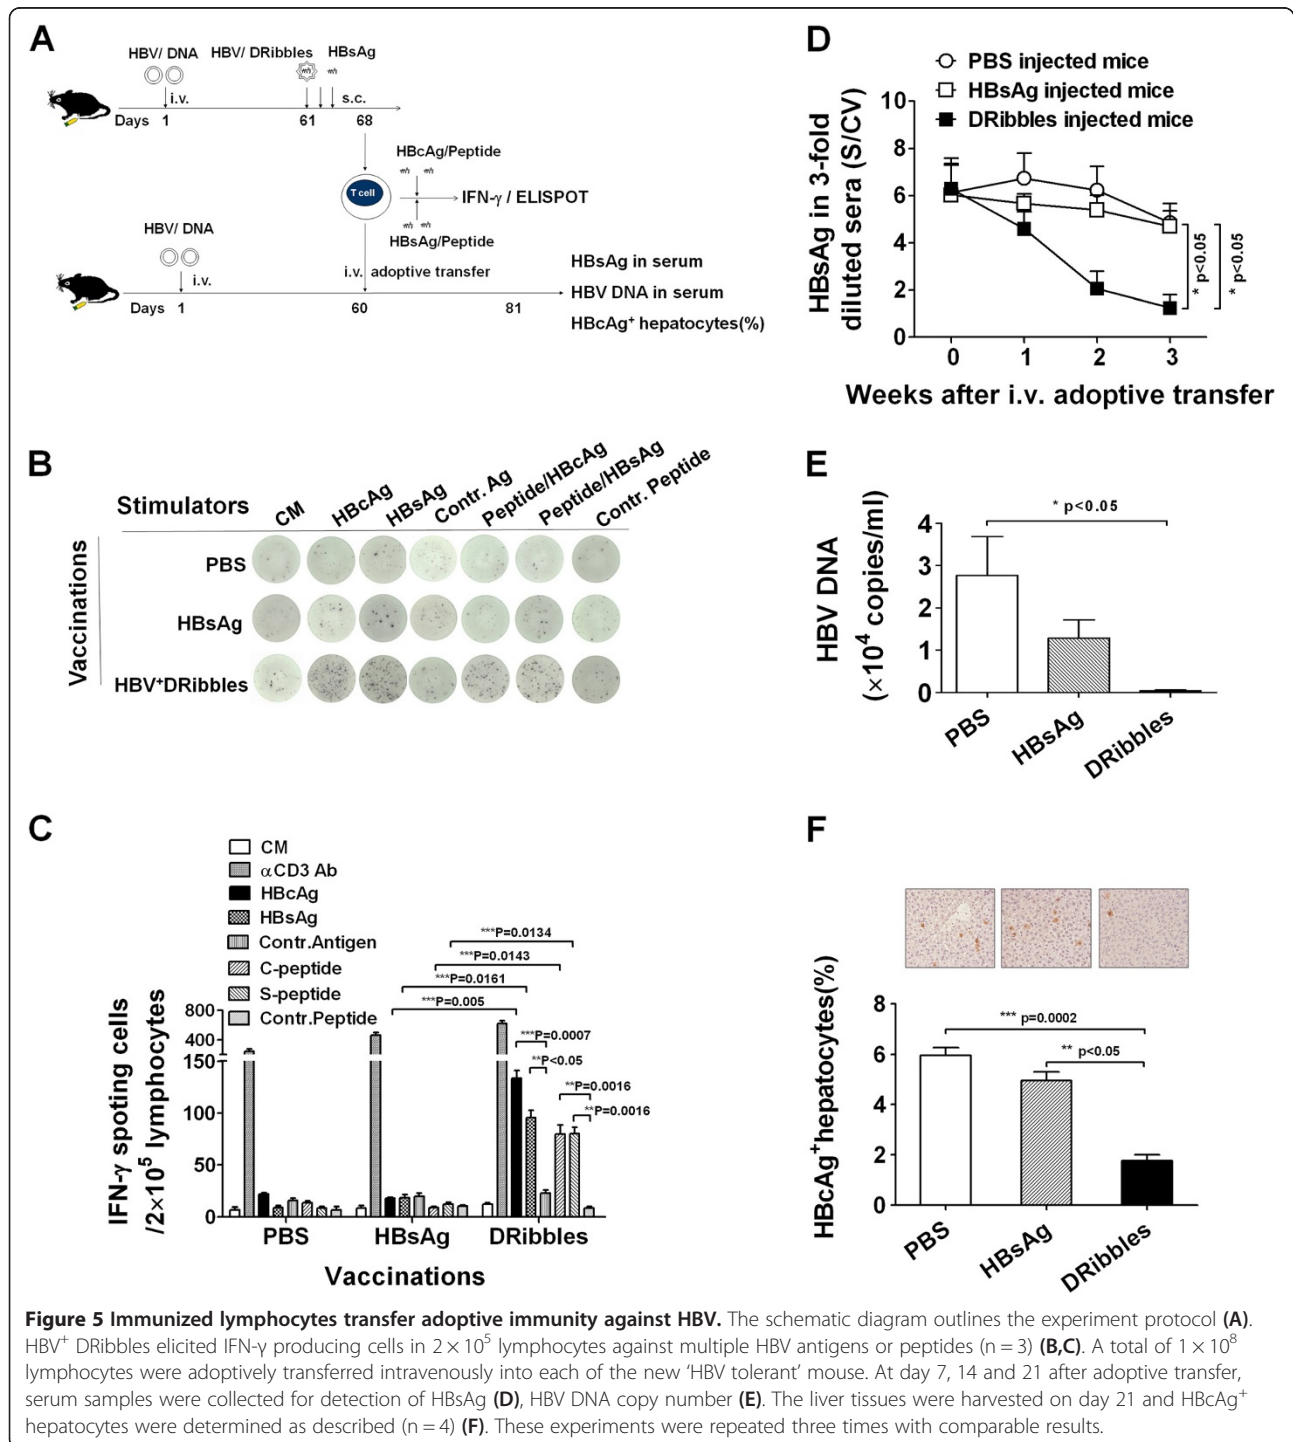 A
HBV/ DNA
HBV/ DRibbles
HBsAg
i.v.
s.c.
Days 1 61 68
HBcAg/Peptide
T cell
IFN-γ / ELISPOT
HBsAg/Peptide
HBV/ DNA
i.v.
i.v. adoptive transfer
Days 1 60 81
HBsAg in serum
HBV DNA in serum
HBcAg⁺ hepatocytes(%)
B
Stimulators
CM
HBcAg
HBsAg
Contr. Ag
Peptide/HBcAg
Peptide/HBsAg
Contr. Peptide
Vaccinations
PBS
HBsAg
HBV⁺DRibbles
C
CM
αCD3 Ab
HBcAg
HBsAg
Contr.Antigen
C-peptide
S-peptide
Contr.Peptide
***P=0.0134
***P=0.0143
***P=0.0161
***P=0.005
***P=0.0007
**P<0.05
**P=0.0016
**P=0.0016
IFN-γ spoting cells
/2×10⁵ lymphocytes
800
400
150
100
50
0
PBS
HBsAg
DRibbles
Vaccinations
D
PBS injected mice
HBsAg injected mice
DRibbles injected mice
HBsAg in 3-fold
diluted sera (S/CV)
10
8
6
4
2
0
* p<0.05
* p<0.05
0 1 2 3
Weeks after i.v. adoptive transfer
E
* p<0.05
HBV DNA
(×10⁴ copies/ml)
4
3
2
1
0
PBS
HBsAg
DRibbles
F
HBcAg⁺hepatocytes(%)
8
6
4
2
0
*** p=0.0002
** p<0.05
PBS
HBsAg
DRibbles
Figure 5 Immunized lymphocytes transfer adoptive immunity against HBV. The schematic diagram outlines the experiment protocol (A).
HBV⁺ DRibbles elicited IFN-γ producing cells in 2 × 10⁵ lymphocytes against multiple HBV antigens or peptides (n = 3) (B,C). A total of 1 × 10⁸
lymphocytes were adoptively transferred intravenously into each of the new ‘HBV tolerant’ mouse. At day 7, 14 and 21 after adoptive transfer,
serum samples were collected for detection of HBsAg (D), HBV DNA copy number (E). The liver tissues were harvested on day 21 and HBcAg⁺
hepatocytes were determined as described (n = 4) (F). These experiments were repeated three times with comparable results.